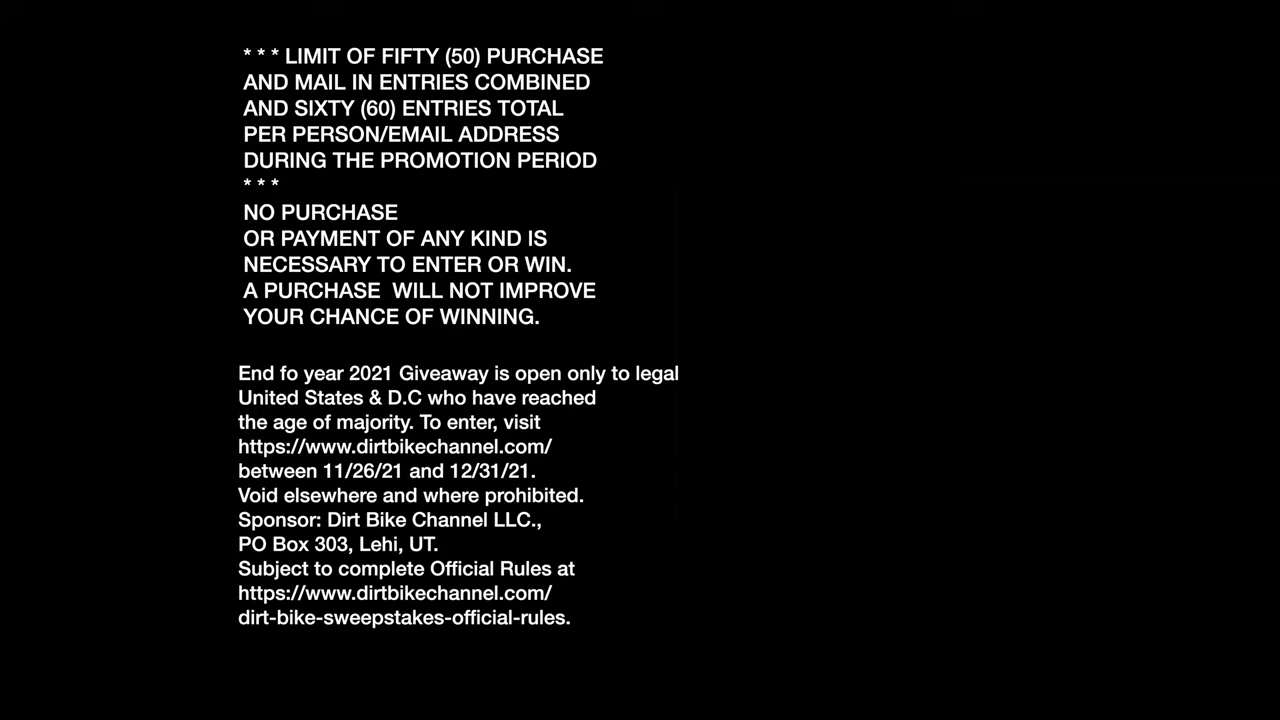 * * * LIMIT OF FIFTY (50) PURCHASE
AND MAIL IN ENTRIES COMBINED
AND SIXTY (60) ENTRIES TOTAL
PER PERSON/EMAIL ADDRESS
DURING THE PROMOTION PERIOD
* * *
NO PURCHASE
OR PAYMENT OF ANY KIND IS
NECESSARY TO ENTER OR WIN.
A PURCHASE  WILL NOT IMPROVE
YOUR CHANCE OF WINNING.
End fo year 2021 Giveaway is open only to legal
United States & D.C who have reached
the age of majority. To enter, visit
https://www.dirtbikechannel.com/
between 11/26/21 and 12/31/21.
Void elsewhere and where prohibited.
Sponsor: Dirt Bike Channel LLC.,
PO Box 303, Lehi, UT.
Subject to complete Official Rules at
https://www.dirtbikechannel.com/
dirt-bike-sweepstakes-official-rules.